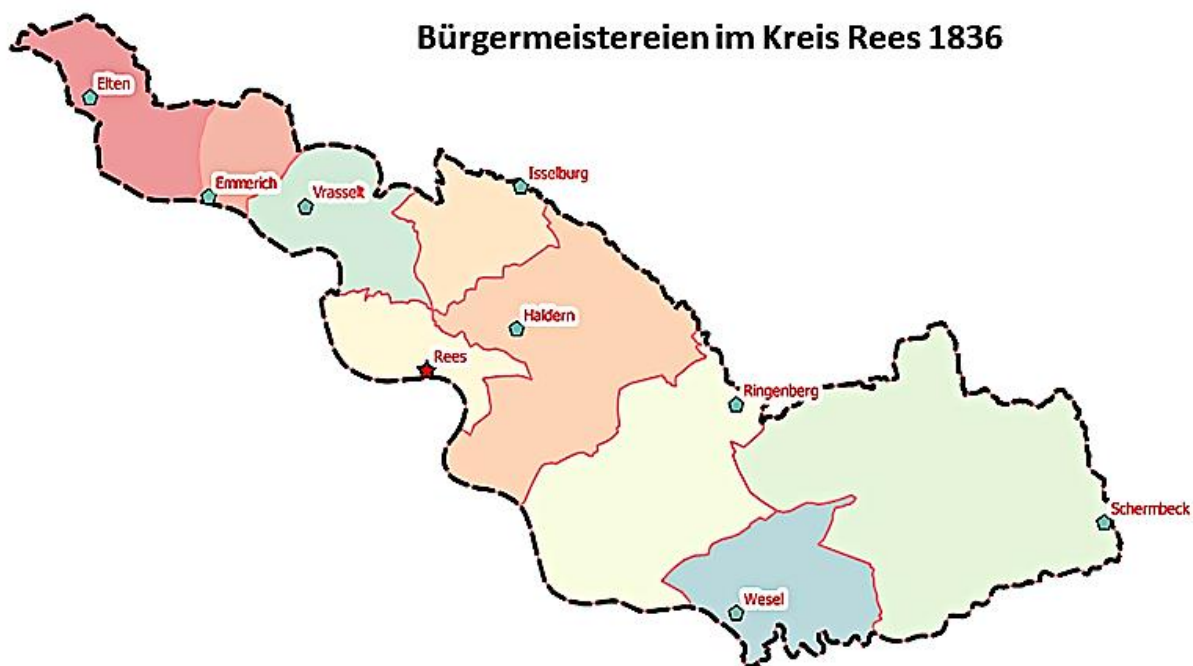 Bürgermeistereien im Kreis Rees 1836
Elten
Emmerich
Vrasselt
Isselburg
Haldern
Rees
Ringenberg
Schermbeck
Wesel